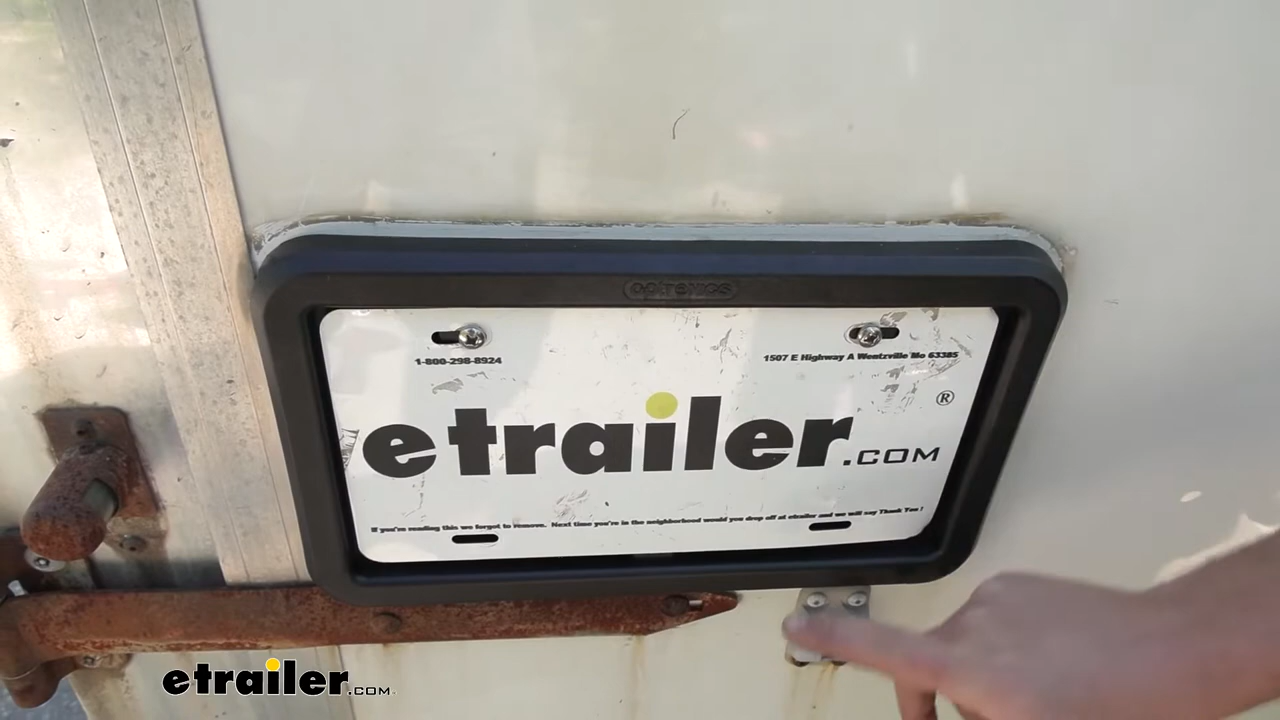 1-800-298-8924
1507 E Highway A Wentzville Mo 63385
etrailer.COM®
If you're reading this we forgot to remove. Next time you're in the neighborhood would you drop off at etrailer and we will say Thank You !
etrailer.COM